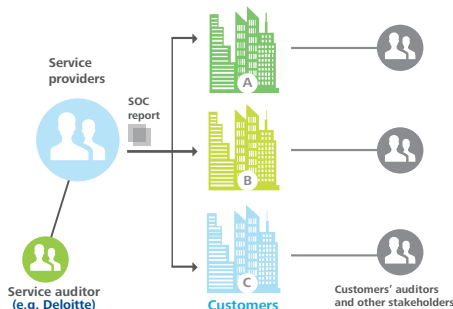 Service
providers
SOC
report
A
B
C
Service auditor
(e.g. Deloitte)
Customers
Customers’ auditors
and other stakeholders